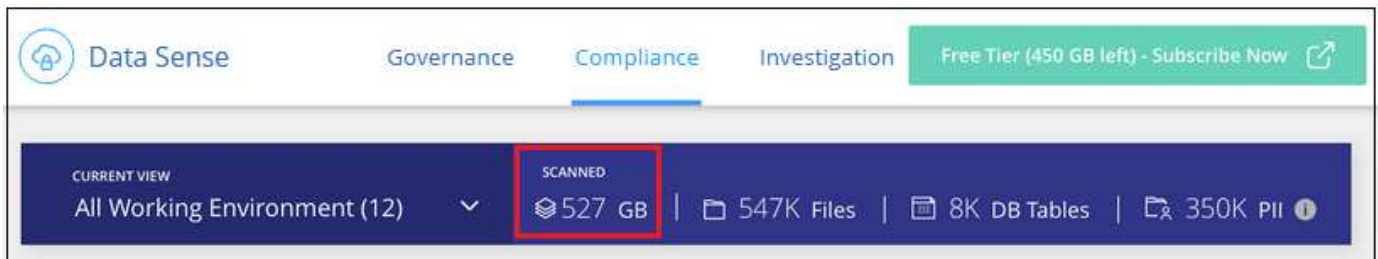 Data Sense Governance Compliance Investigation Free Tier (450 GB left) - Subscribe Now
CURRENT VIEW SCANNED
All Working Environment (12) 527 GB | 547K Files | 8K DB Tables | 350K PII